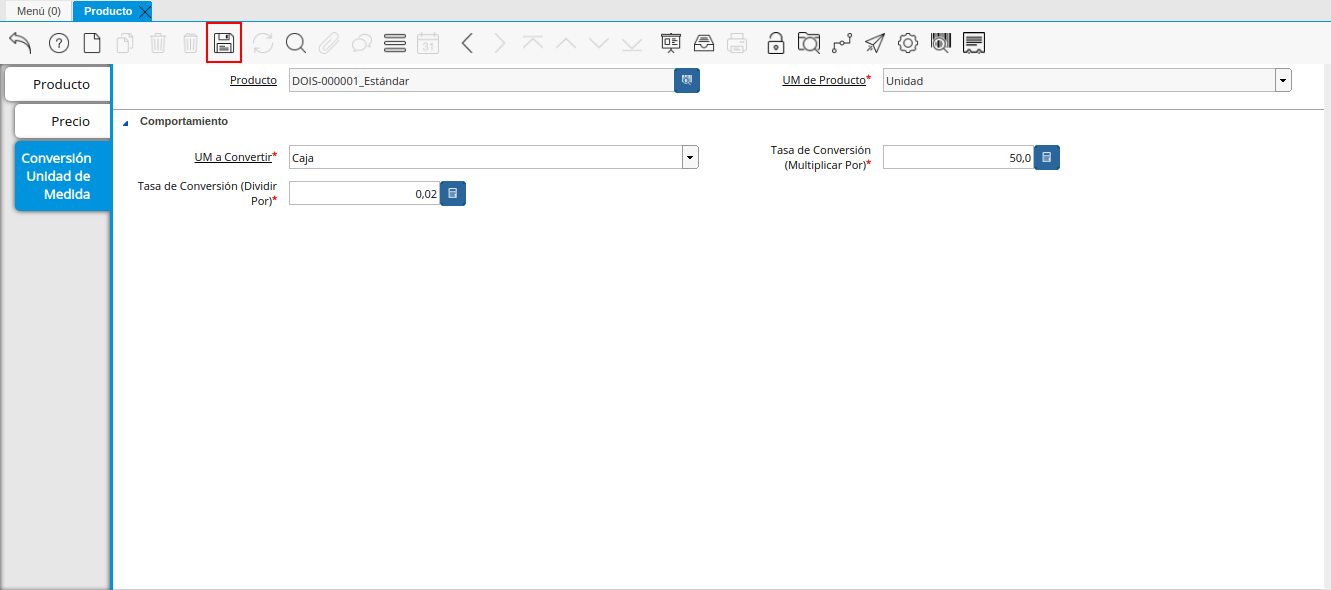 Menú (0) Producto
31
Producto
Producto DOIS-000001_Estándar UM de Producto* Unidad
Precio
Comportamiento
Conversión
Unidad de
Medida
UM a Convertir* Caja
Tasa de Conversión
(Multiplicar Por)* 50,0
Tasa de Conversión (Dividir
Por)* 0,02